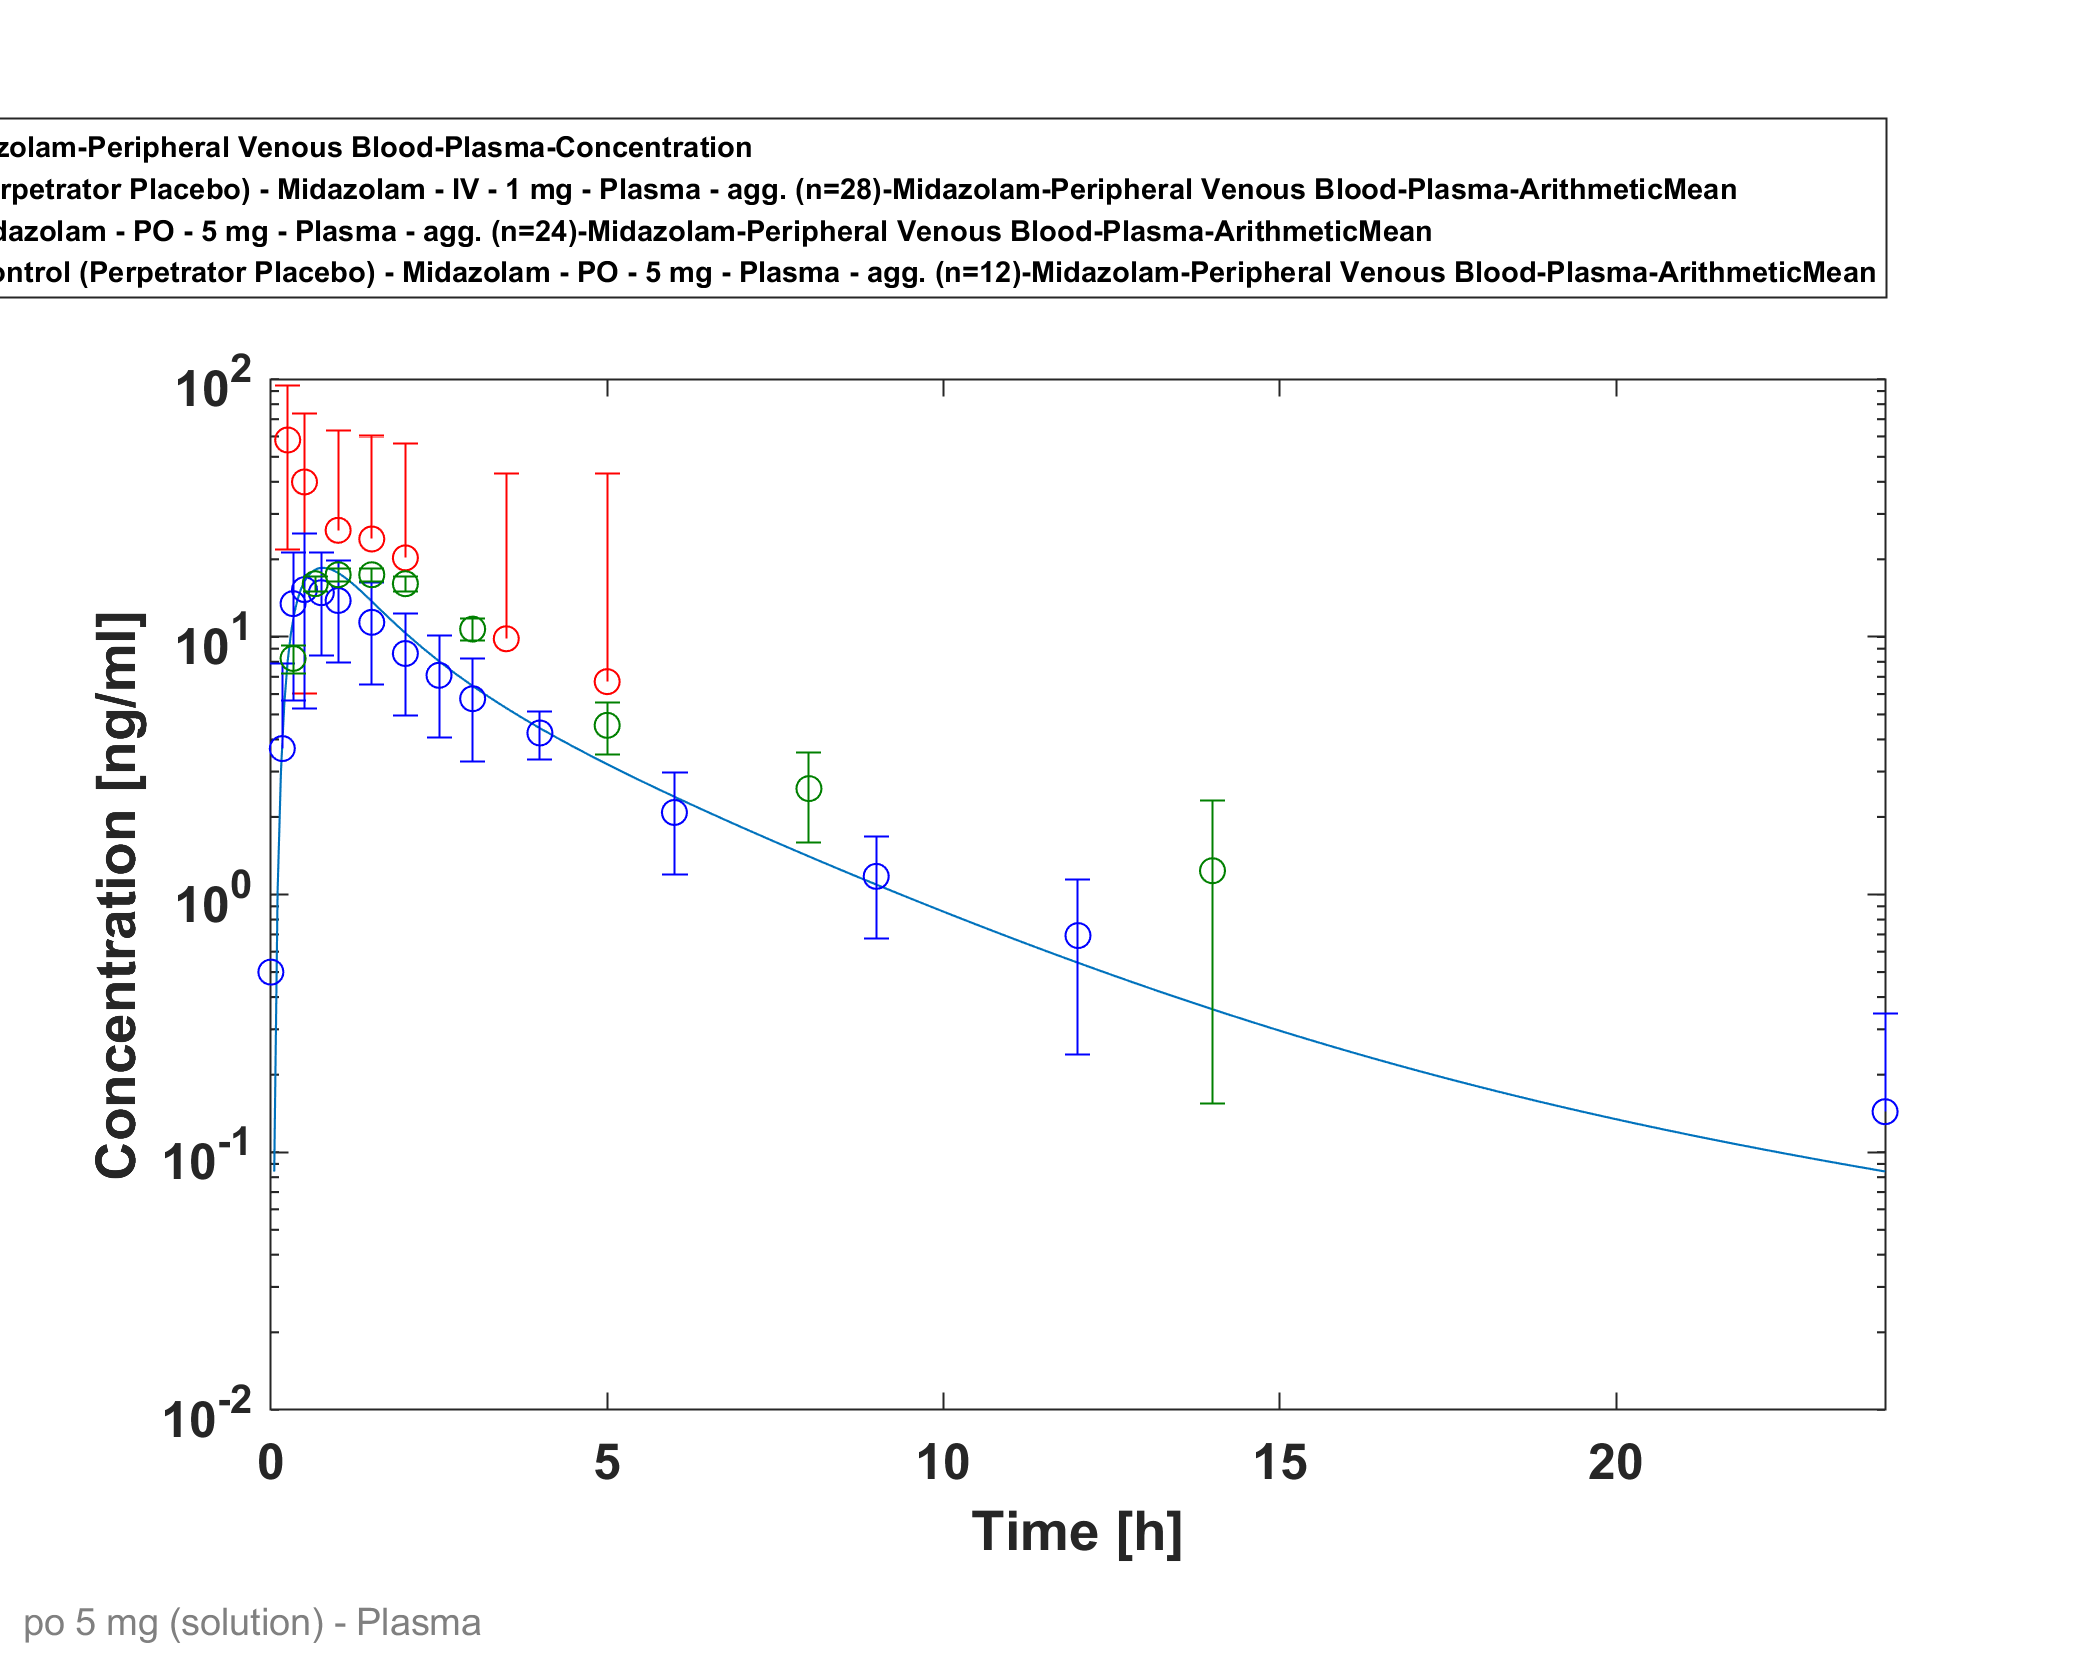 zolam-Peripheral Venous Blood-Plasma-Concentration
rpetrator Placebo) - Midazolam - IV - 1 mg - Plasma - agg. (n=28)-Midazolam-Peripheral Venous Blood-Plasma-ArithmeticMean
dazolam - PO - 5 mg - Plasma - agg. (n=24)-Midazolam-Peripheral Venous Blood-Plasma-ArithmeticMean
ontrol (Perpetrator Placebo) - Midazolam - PO - 5 mg - Plasma - agg. (n=12)-Midazolam-Peripheral Venous Blood-Plasma-ArithmeticMean
10^2
10^1
10^0
10^-1
10^-2
Concentration [ng/ml]
0 5 10 15 20
Time [h]
po 5 mg (solution) - Plasma